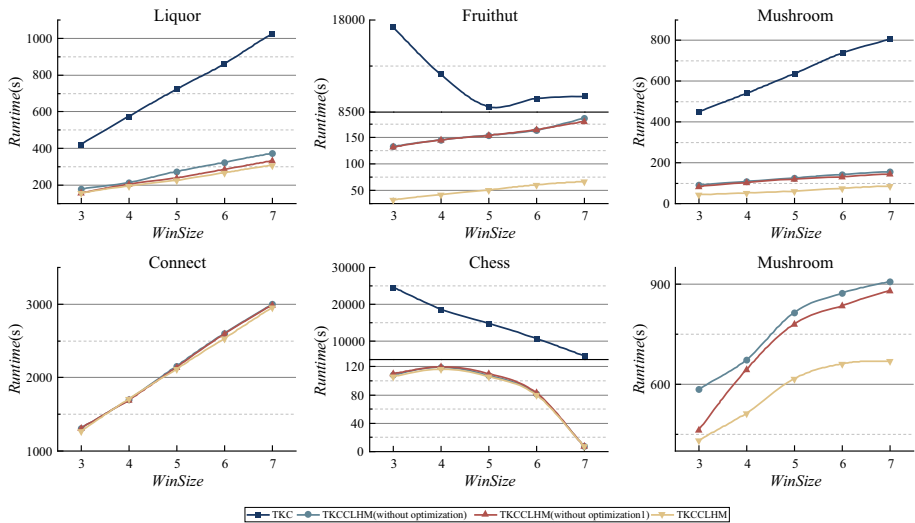 Liquor
Runtime(s)
1000
800
600
400
200
3 4 5 6 7
WinSize
Fruithut
Runtime(s)
18000
8500
150
100
50
3 4 5 6 7
WinSize
Mushroom
Runtime(s)
800
600
400
200
0
3 4 5 6 7
WinSize
Connect
Runtime(s)
3000
2000
1000
3 4 5 6 7
WinSize
Chess
Runtime(s)
30000
20000
10000
120
80
40
0
3 4 5 6 7
WinSize
Mushroom
Runtime(s)
900
600
3 4 5 6 7
WinSize
TKC TKCCLHM(without optimization) TKCCLHM(without optimization1) TKCCLHM